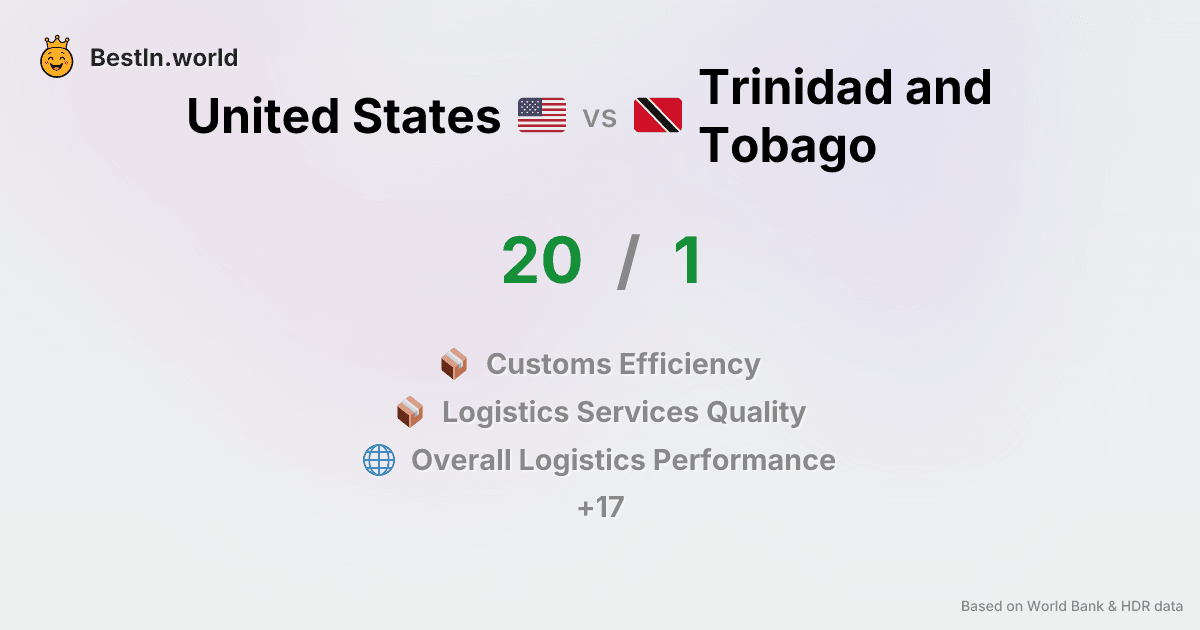 BestIn.world
United States vs Trinidad and
Tobago
20 / 1
Customs Efficiency
Logistics Services Quality
Overall Logistics Performance
+17
Based on World Bank & HDR data